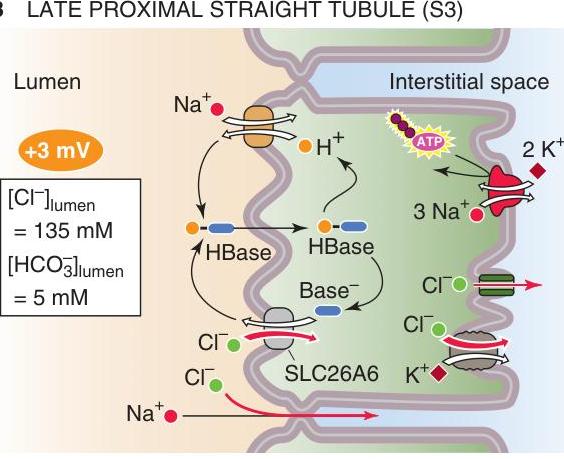 B LATE PROXIMAL STRAIGHT TUBULE (S3)
Lumen
Interstitial space
Na⁺
+3 mV
H⁺
ATP
2 K⁺
[Cl⁻]lumen
= 135 mM
[HCO₃⁻]lumen
= 5 mM
3 Na⁺
HBase
HBase
Base⁻
Cl⁻
Cl⁻
Cl⁻
SLC26A6
K⁺
Cl⁻
Na⁺